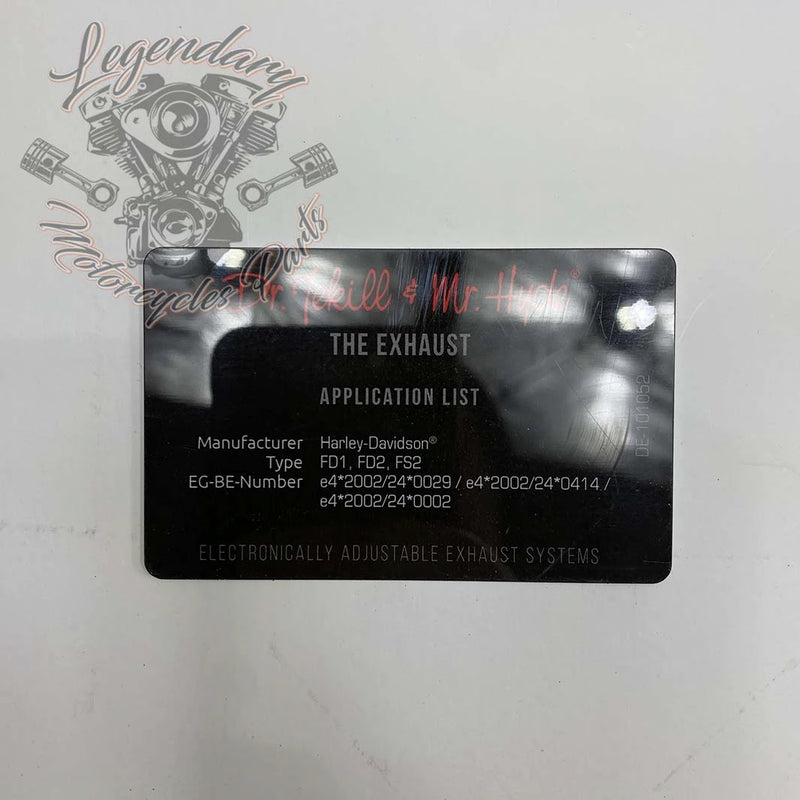 Legendary
Motorcycles Parts
Dr. Jekill & Mr. Hyde®
THE EXHAUST
APPLICATION LIST
Manufacturer Harley-Davidson®
Type FD1, FD2, FS2
EG-BE-Number e4*2002/24*0029 / e4*2002/24*0414 /
e4*2002/24*0002
ELECTRONICALLY ADJUSTABLE EXHAUST SYSTEMS
DE-101052